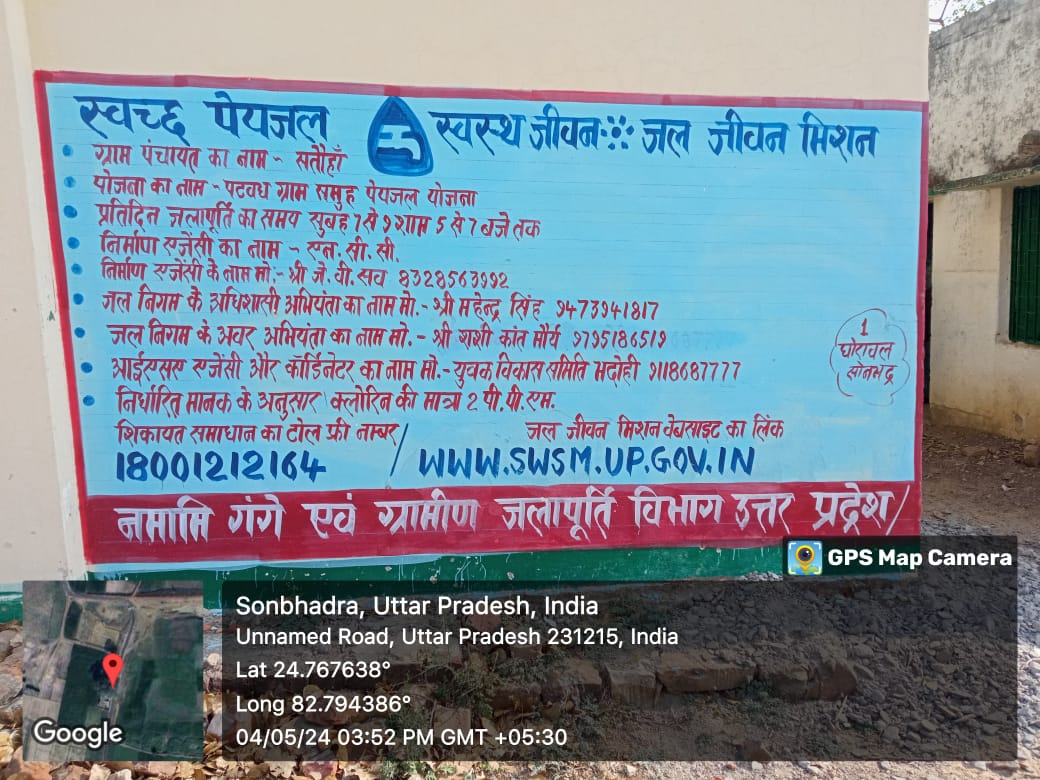 स्वच्छ पेयजल स्वस्थ जीवन जल जीवन मिशन
ग्राम पंचायत का नाम - सतौहाँ
योजना का नाम - पटवध ग्राम समुह पेयजल योजना
प्रतिदिन जलापूर्ति का समय सुबह 7 से 9 शाम 5 से 7 बजे तक
निर्माण एजेंसी का नाम - एन. सी. सी.
निर्माण एजेंसी के नाम मो:- श्री जे. वी. सव 8328563992
जल निगम के अधिशासी अभियंता का नाम मो.- श्री महेन्द्र सिंह 9473941817
जल निगम के अवर अभियंता का नाम मो. - श्री शशी कांत मौर्य 9795186519
आईएसए एजेंसी और कॉर्डिनेटर का नाम मो.- युवक विकास समिति भदोही 9118687777
निर्धारित मानक के अनुसार क्लोरिन की मात्रा 2 पी. पी. एम.
1
घोरावल
सोनभद्र
शिकायत समाधान का टोल फ्री नम्बर/ जल जीवन मिशन वेबसाइट का लिंक
18001212164 / WWW.SWSM.UP.GOV.IN
नमामि गंगे एवं ग्रामीण जलापूर्ति विभाग उत्तर प्रद्रेश/
GPS Map Camera
Sonbhadra, Uttar Pradesh, India
Unnamed Road, Uttar Pradesh 231215, India
Lat 24.767638°
Long 82.794386°
04/05/24 03:52 PM GMT +05:30
Google